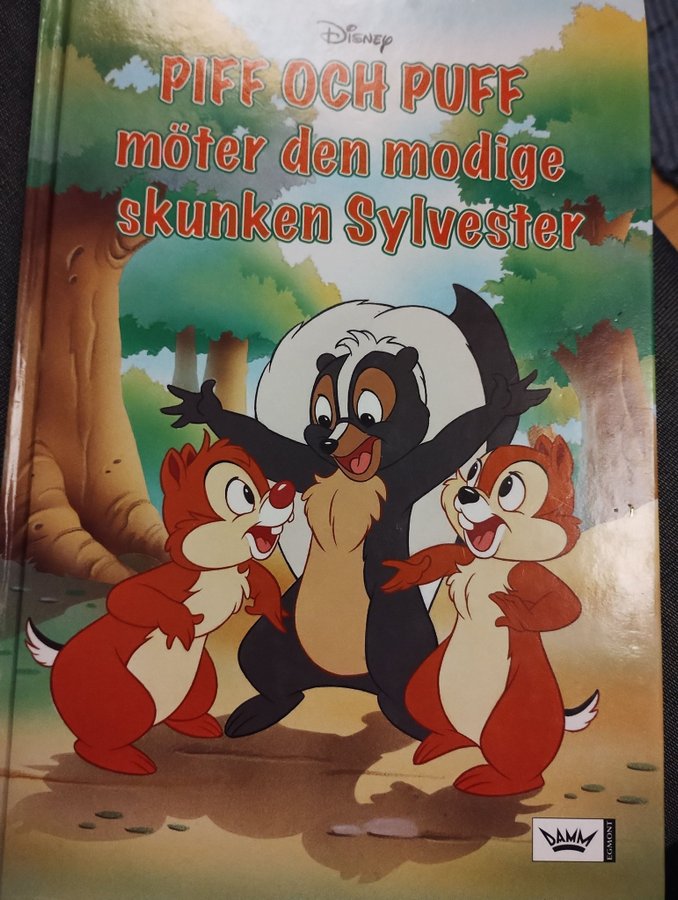 Disney
PIFF OCH PUFF
möter den modige
skunken Sylvester
DAMM
EGMONT